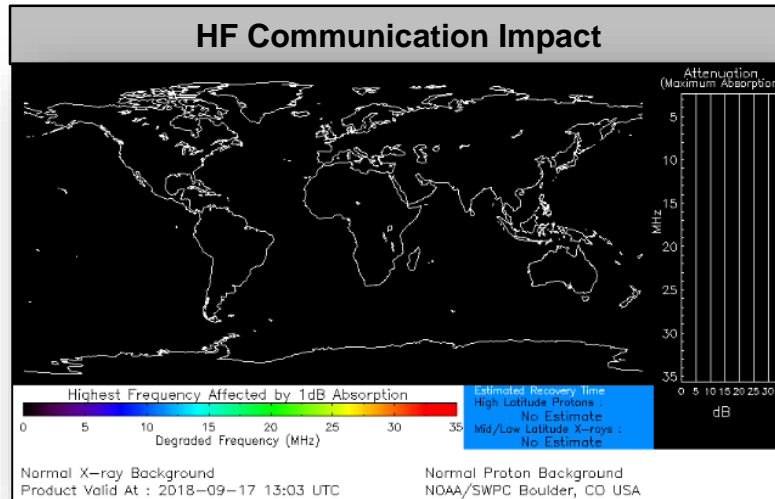 HF Communication Impact
Attenuation
(Maximum Absorption
5
10
15
20
25
30
35
MHz
0 5 10 15 20 25 30
dB
Highest Frequency Affected by 1dB Absorption
0 5 10 15 20 25 30 35
Degraded Frequency (MHz)
Estimated Recovery Time
High Latitude Protons :
No Estimate
Mid/Low Latitude X-rays :
No Estimate
Normal X-ray Background
Product Valid At : 2018-09-17 13:03 UTC
Normal Proton Background
NOAA/SWPC Boulder, CO USA